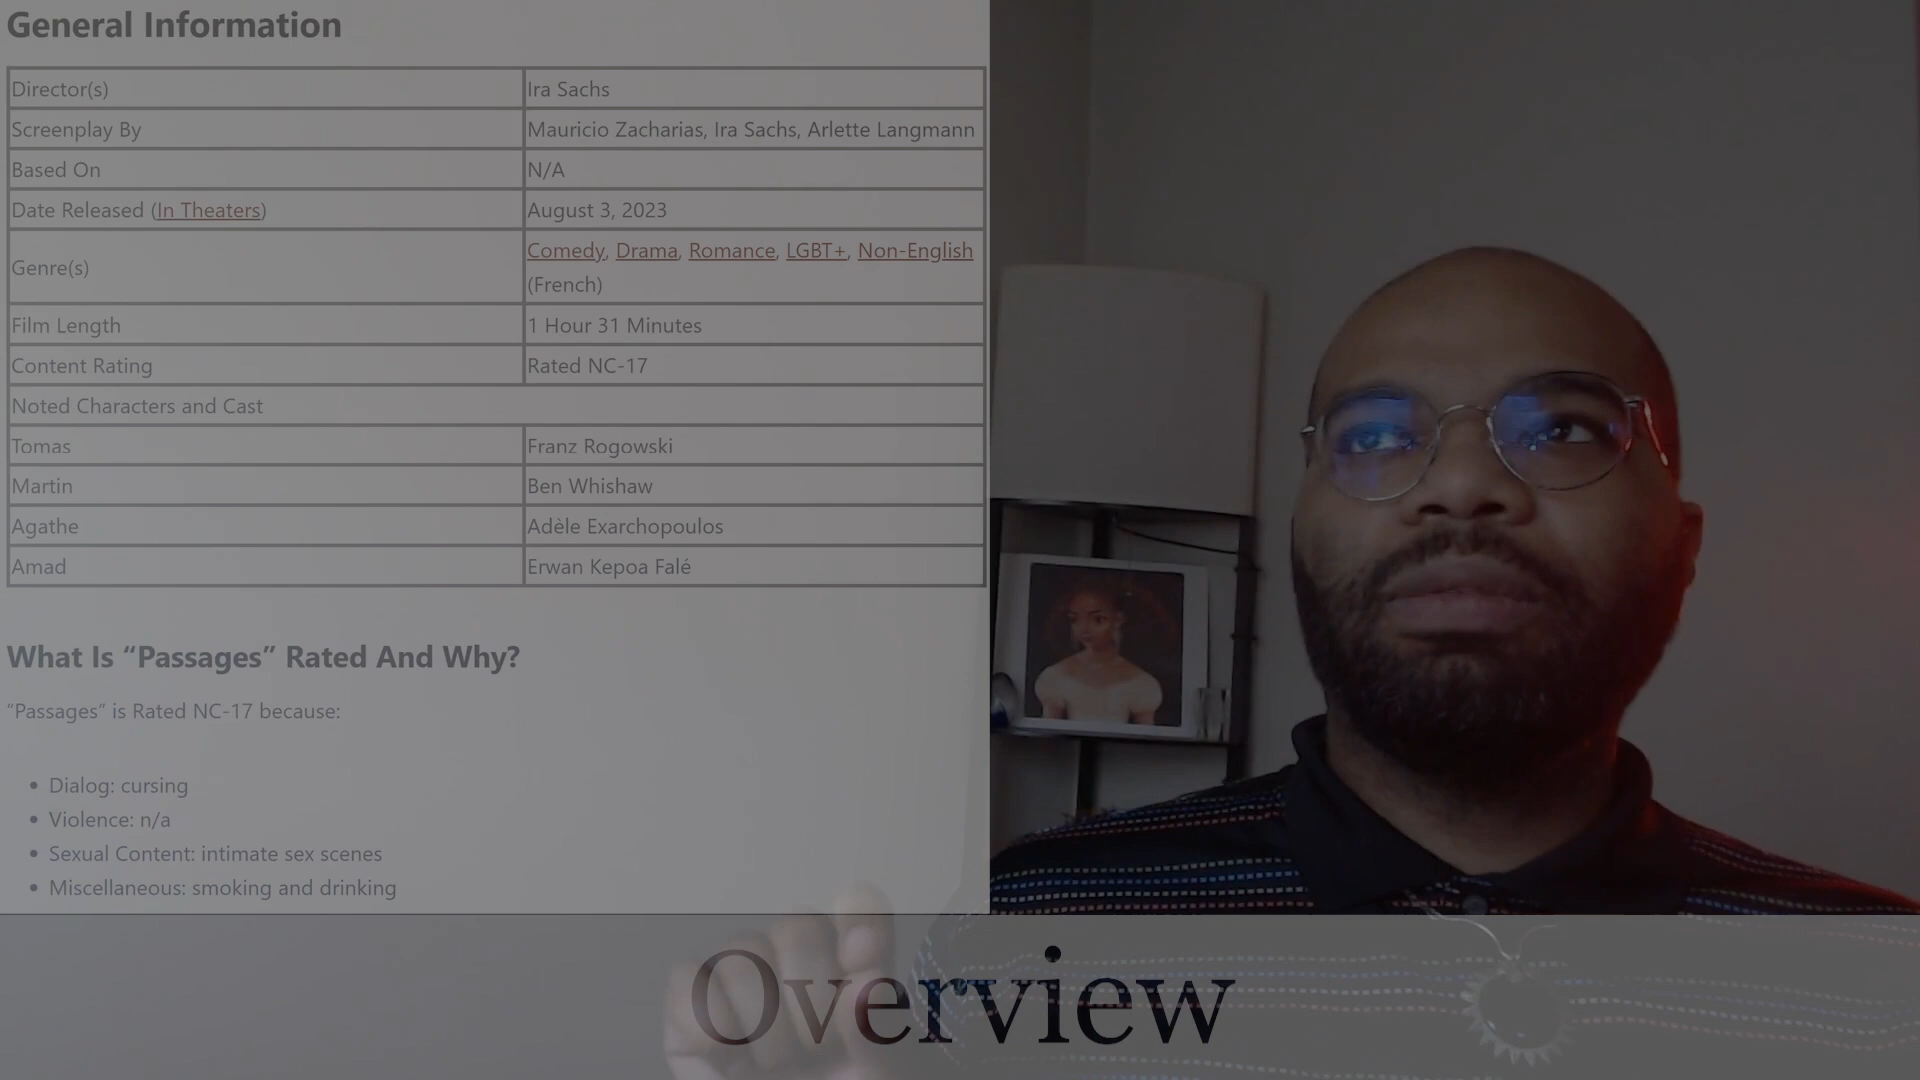 General Information
Director(s) Ira Sachs
Screenplay By Mauricio Zacharias, Ira Sachs, Arlette Langmann
Based On N/A
Date Released (In Theaters) August 3, 2023
Genre(s) Comedy, Drama, Romance, LGBT+, Non-English
(French)
Film Length 1 Hour 31 Minutes
Content Rating Rated NC-17
Noted Characters and Cast
Tomas Franz Rogowski
Martin Ben Whishaw
Agathe Adèle Exarchopoulos
Amad Erwan Kepoa Falé
What Is “Passages” Rated And Why?
“Passages” is Rated NC-17 because:
• Dialog: cursing
• Violence: n/a
• Sexual Content: intimate sex scenes
• Miscellaneous: smoking and drinking
Overview